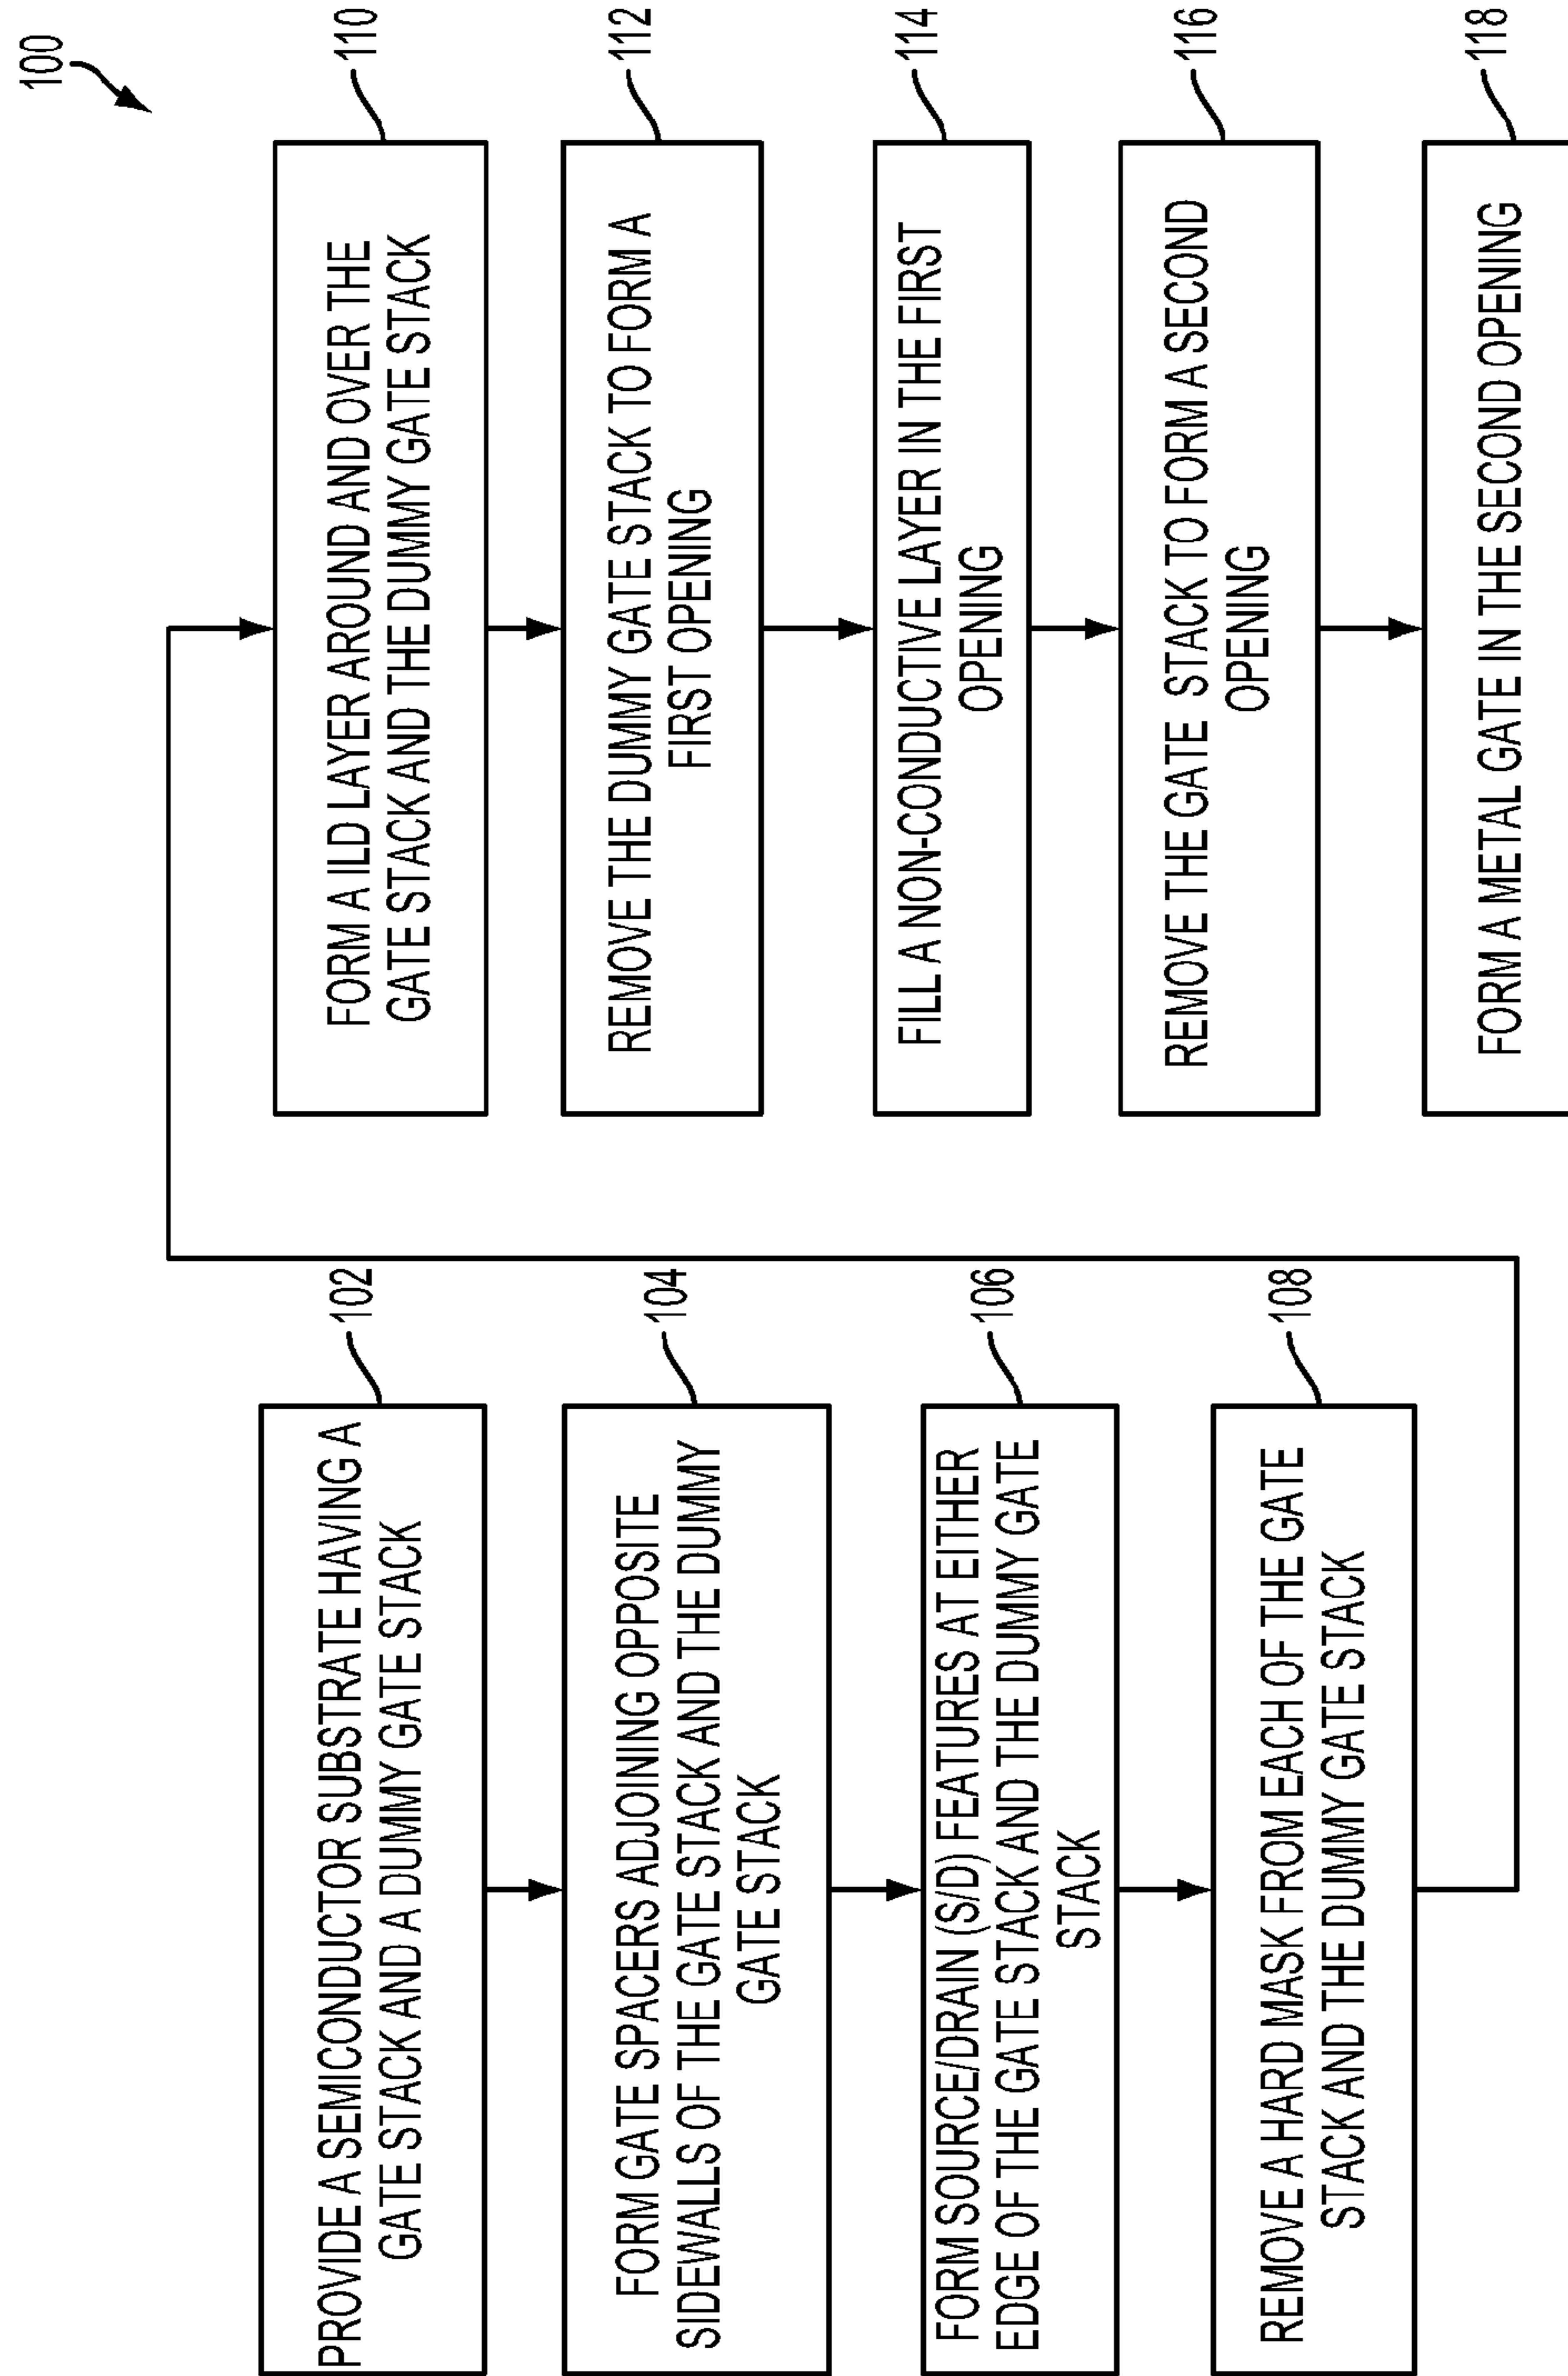 100
PROVIDE A SEMICONDUCTOR SUBSTRATE HAVING A
GATE STACK AND A DUMMY GATE STACK
102
FORM GATE SPACERS ADJOINING OPPOSITE
SIDEWALLS OF THE GATE STACK AND THE DUMMY
GATE STACK
104
FORM SOURCE/DRAIN (S/D) FEATURES AT EITHER
EDGE OF THE GATE STACK AND THE DUMMY GATE
STACK
106
REMOVE A HARD MASK FROM EACH OF THE GATE
STACK AND THE DUMMY GATE STACK
108
FORM A ILD LAYER AROUND AND OVER THE
GATE STACK AND THE DUMMY GATE STACK
110
REMOVE THE DUMMY GATE STACK TO FORM A
FIRST OPENING
112
FILL A NON-CONDUCTIVE LAYER IN THE FIRST
OPENING
114
REMOVE THE GATE STACK TO FORM A SECOND
OPENING
116
FORM A METAL GATE IN THE SECOND OPENING
118